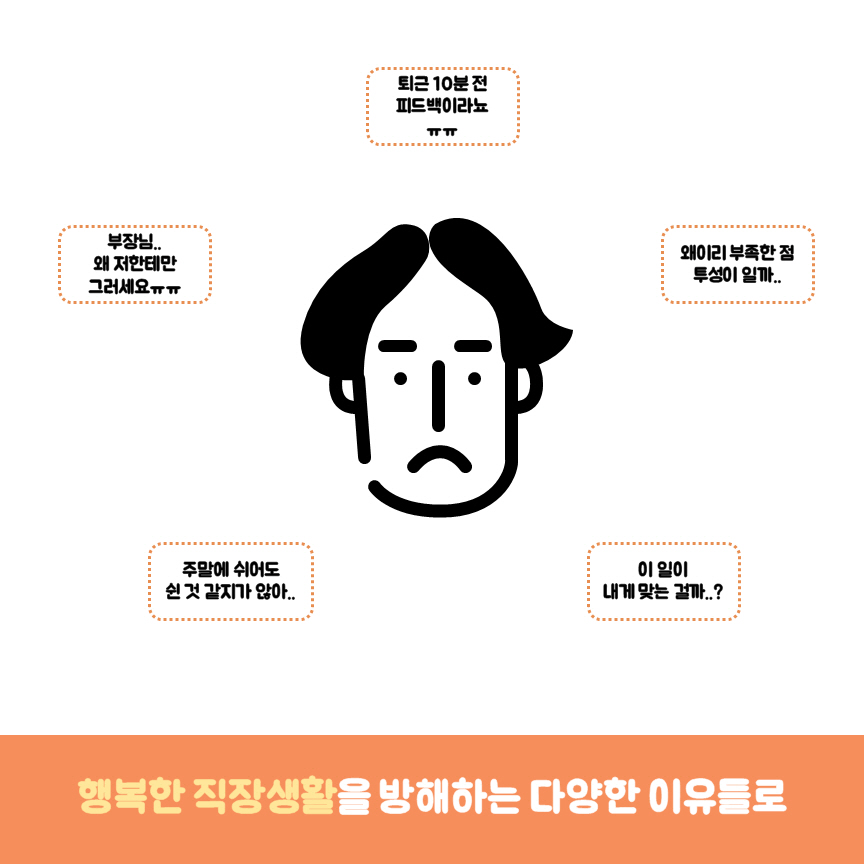 퇴근 10분 전
피드백이라뇨
ㅠㅠ
부장님..
왜 저한테만
그러세요ㅠㅠ
왜이리 부족한 점
투성이 일까..
주말에 쉬어도
쉰 것 같지가 않아..
이 일이
내게 맞는 걸까..?
행복한 직장생활을 방해하는 다양한 이유들로